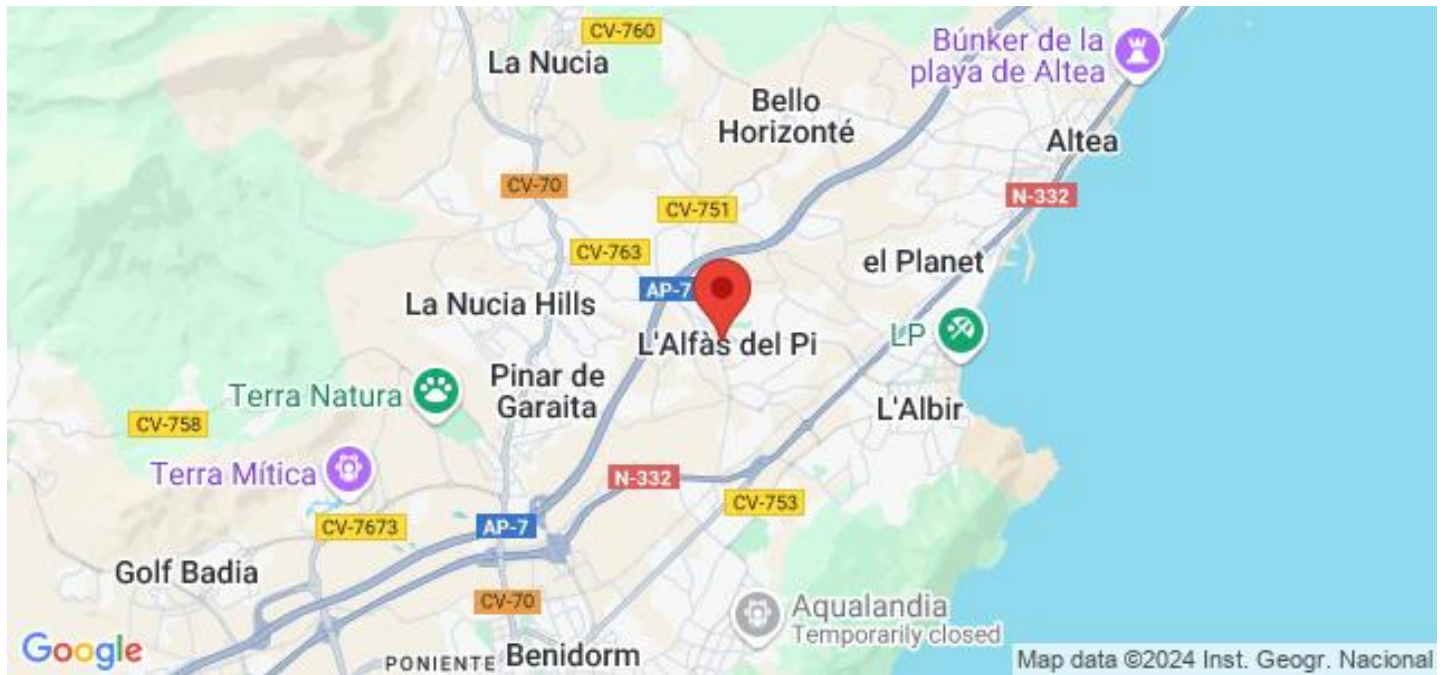 CV-760
La Nucia
Búnker de la
playa de Altea
Bello
Horizonté
Altea
CV-70
CV-751
N-332
CV-763
el Planet
AP-7
La Nucia Hills
L'Alfàs del Pi
LP
Terra Natura
Pinar de
Garaita
L'Albir
CV-758
Terra Mítica
N-332
CV-753
CV-7673
AP-7
Golf Badia
CV-70
Aqualandia
Temporarily closed
Google
PONIENTE
Benidorm
Map data ©2024 Inst. Geogr. Nacional